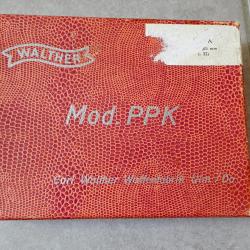 WALTHER
Mod. PPK
Carl Walther Waffenfabrik Ulm / Do.